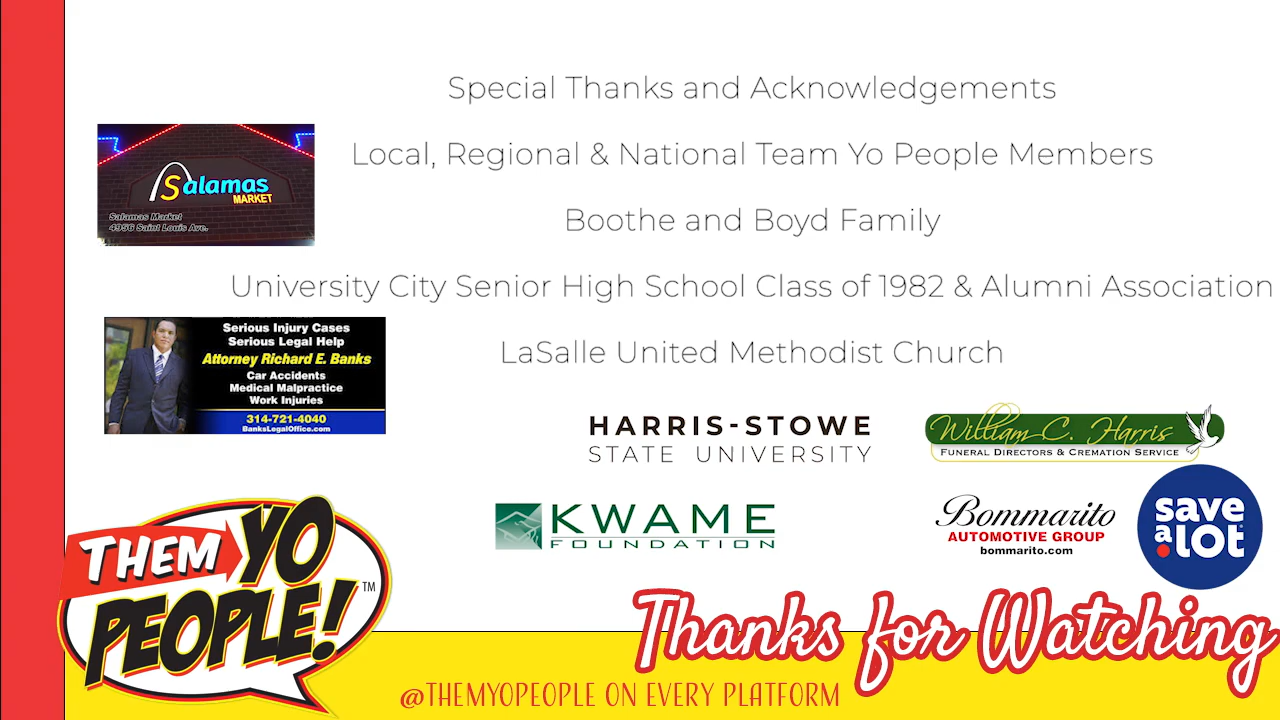 Special Thanks and Acknowledgements
Local, Regional & National Team Yo People Members
Salamas
MARKET
Salamas Market
4956 Saint Louis Ave.
Boothe and Boyd Family
University City Senior High School Class of 1982 & Alumni Association
Serious Injury Cases
Serious Legal Help
Attorney Richard E. Banks
Car Accidents
Medical Malpractice
Work Injuries
314-721-4040
BanksLegalOffice.com
LaSalle United Methodist Church
HARRIS-STOWE
STATE UNIVERSITY
William C. Harris
FUNERAL DIRECTORS & CREMATION SERVICE
KWAME
FOUNDATION
Bommarito
AUTOMOTIVE GROUP
bommarito.com
save
a.lot
THEM YO
PEOPLE!
TM
Thanks for Watching
@THEMYOPEOPLE ON EVERY PLATFORM